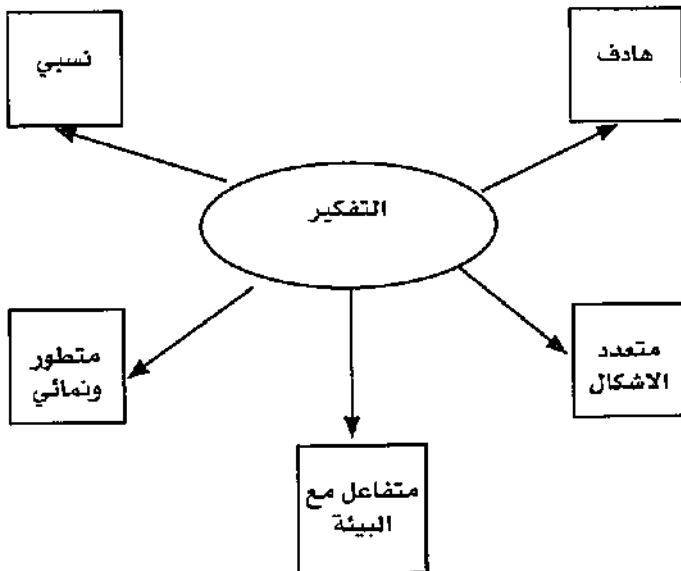 هادف
نسبي
التفكير
متعدد
الاشكال
متطور
ونمائي
متفاعل مع
البيئة